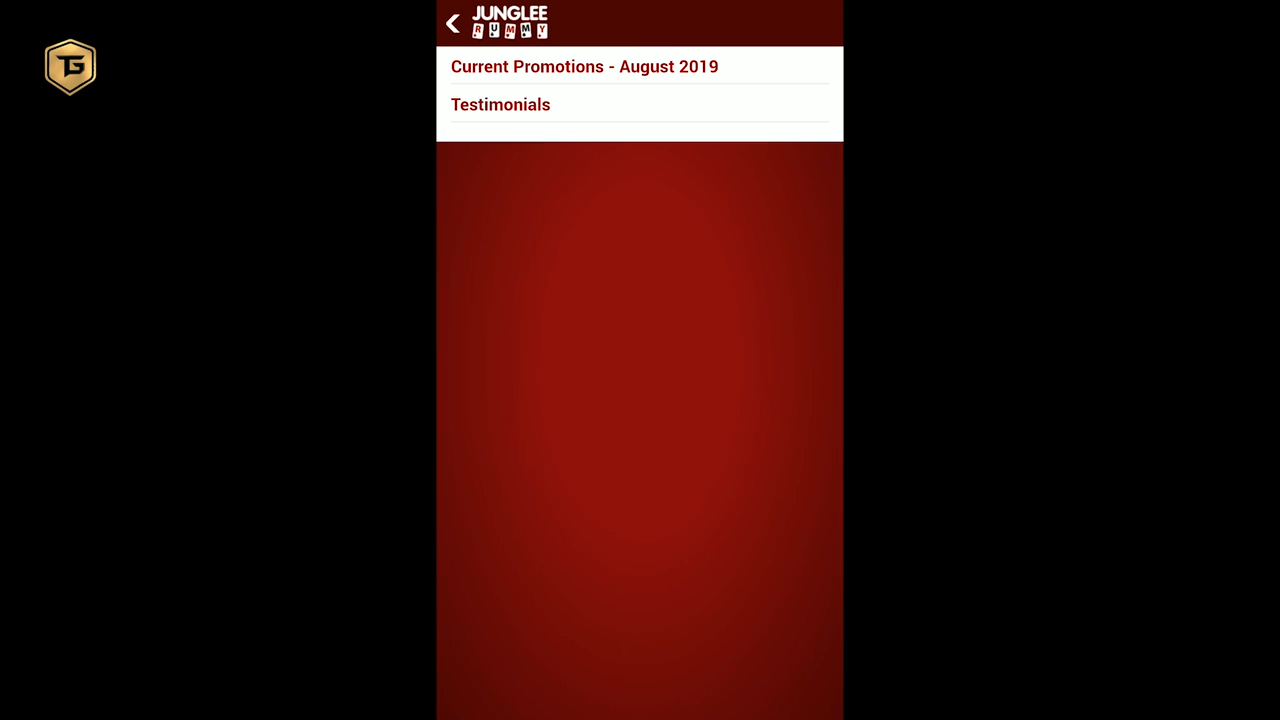 TG
JUNGLEE
RUMMY
Current Promotions - August 2019
Testimonials